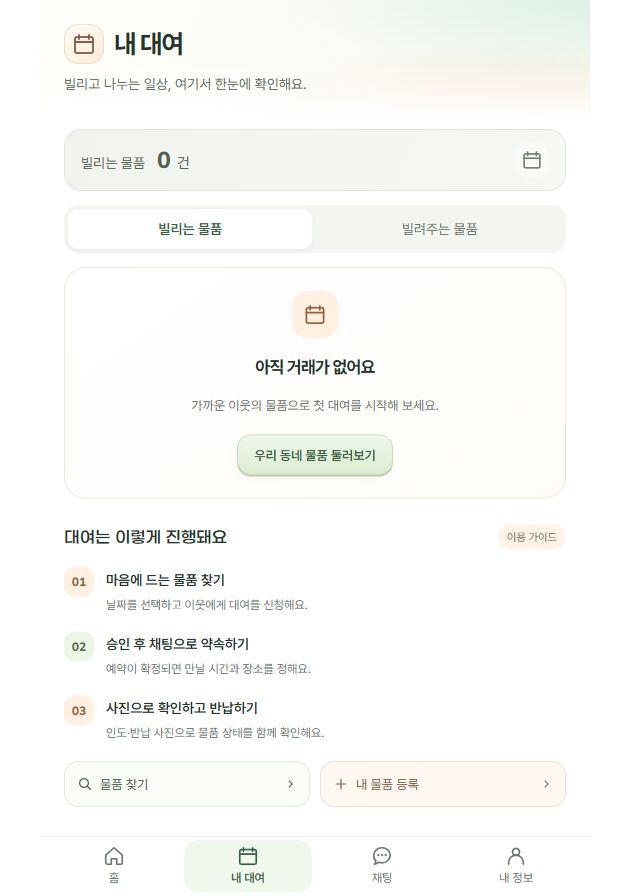 내 대여
빌리고 나누는 일상, 여기서 한눈에 확인해요.
빌리는 물품 0 건
빌리는 물품
빌려주는 물품
아직 거래가 없어요
가까운 이웃의 물품으로 첫 대여를 시작해 보세요.
우리 동네 물품 둘러보기
대여는 이렇게 진행돼요
이용 가이드
01
마음에 드는 물품 찾기
날짜를 선택하고 이웃에게 대여를 신청해요.
02
승인 후 채팅으로 약속하기
예약이 확정되면 만날 시간과 장소를 정해요.
03
사진으로 확인하고 반납하기
인도·반납 사진으로 물품 상태를 함께 확인해요.
물품 찾기
내 물품 등록
홈
내 대여
채팅
내 정보